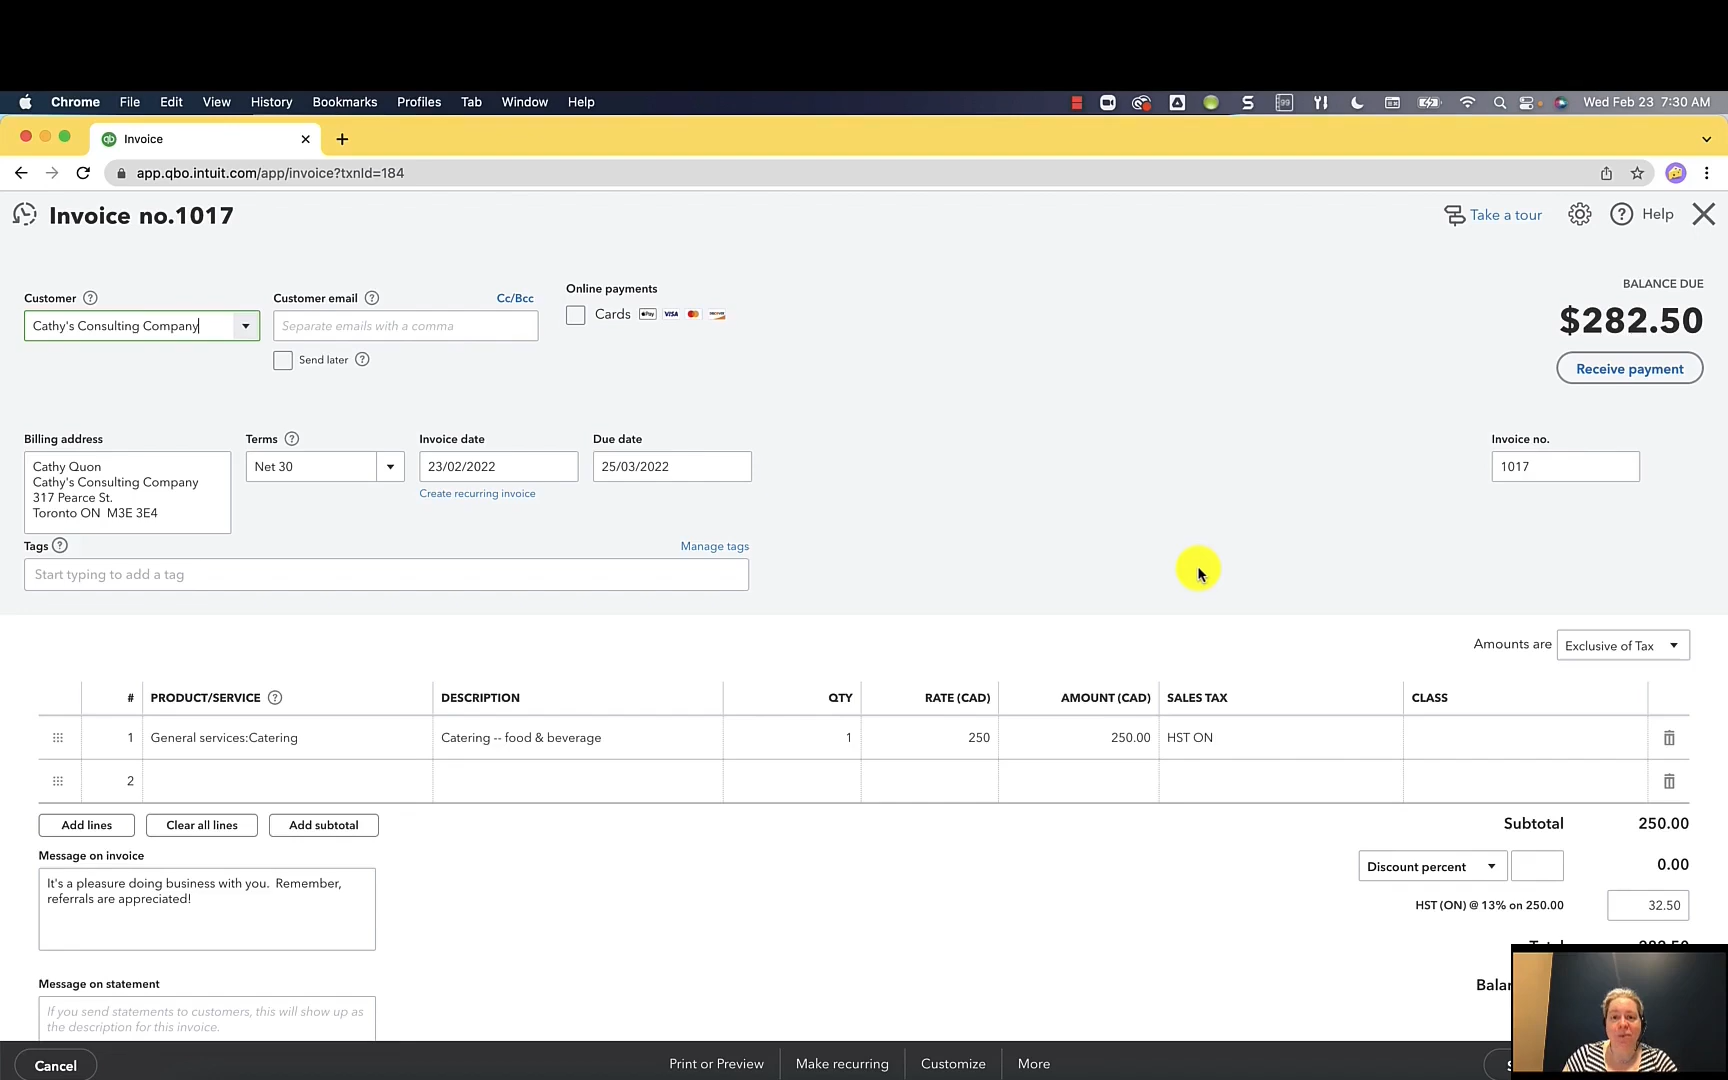 Chrome File Edit View History Bookmarks Profiles Tab Window Help Wed Feb 23 7:30 AM
Invoice
app.qbo.intuit.com/app/invoice?txnId=184
Invoice no.1017
Take a tour
Help
Customer
Customer email
Cc/Bcc
Online payments
BALANCE DUE
Cathy's Consulting Company
Separate emails with a comma
Cards
VISA
$282.50
Send later
Receive payment
Billing address
Terms
Invoice date
Due date
Invoice no.
Cathy Quon
Cathy's Consulting Company
317 Pearce St.
Toronto ON M3E 3E4
Net 30
23/02/2022
25/03/2022
1017
Create recurring invoice
Tags
Manage tags
Start typing to add a tag
Amounts are
Exclusive of Tax
# PRODUCT/SERVICE DESCRIPTION QTY RATE (CAD) AMOUNT (CAD) SALES TAX CLASS
1 General services:Catering Catering -- food & beverage 1 250 250.00 HST ON
2
Add lines
Clear all lines
Add subtotal
Subtotal 250.00
Message on invoice
Discount percent
0.00
It's a pleasure doing business with you. Remember,
referrals are appreciated!
HST (ON) @ 13% on 250.00
32.50
Message on statement
If you send statements to customers, this will show up as
the description for this invoice.
Cancel
Print or Preview
Make recurring
Customize
More